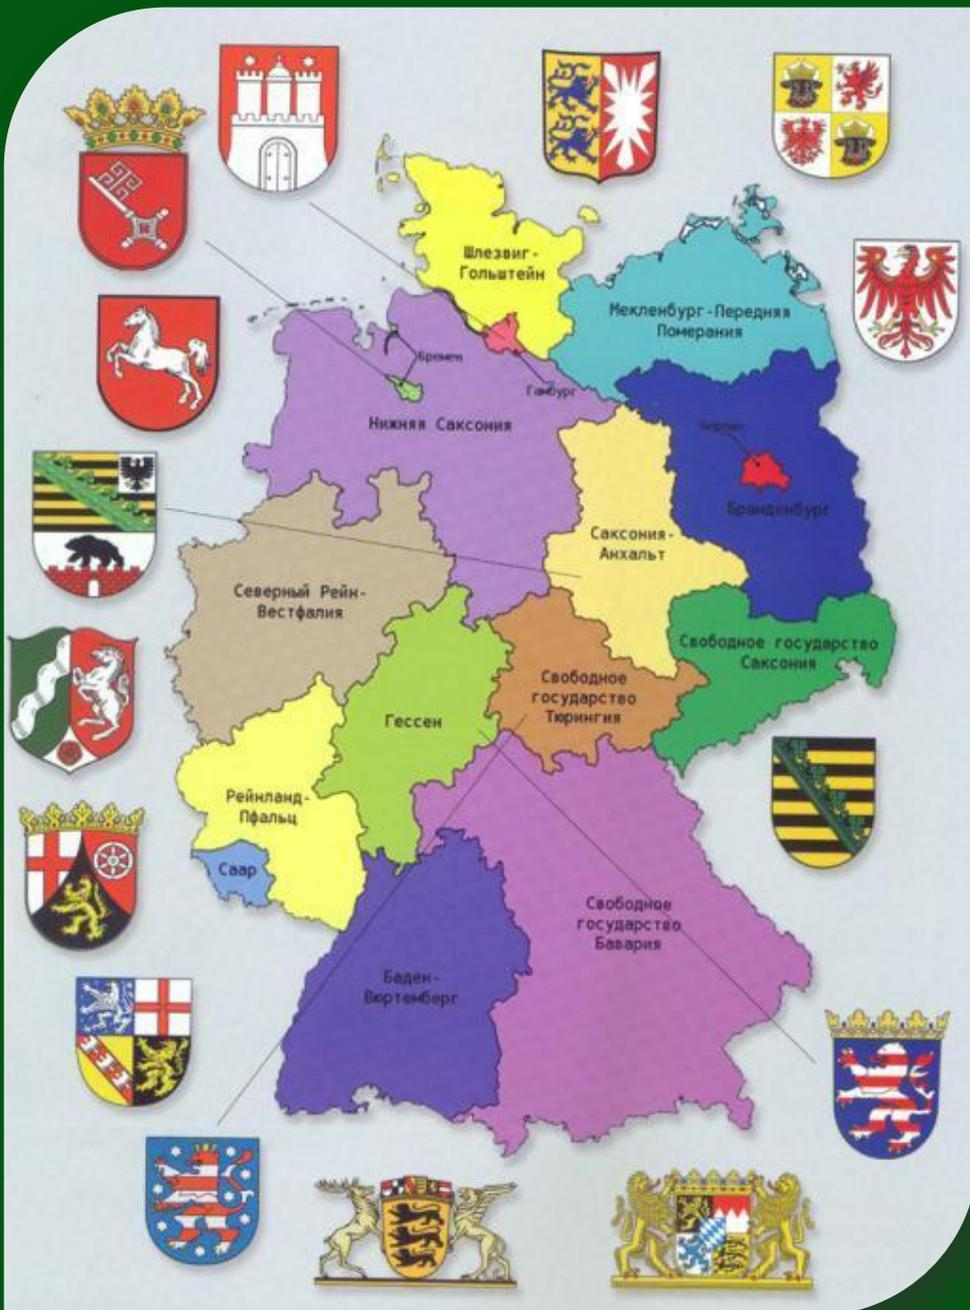 Шлезвиг-
Гольштейн
Мекленбург-Передняя
Померания
Бремен
Гамбург
Нижняя Саксония
Берлин
Бранденбург
Саксония-
Анхальт
Северный Рейн-
Вестфалия
Свободное государство
Саксония
Свободное
государство
Тюрингия
Гессен
Рейнланд-
Пфальц
Саар
Свободное
государство
Бавария
Баден-
Вюртемберг